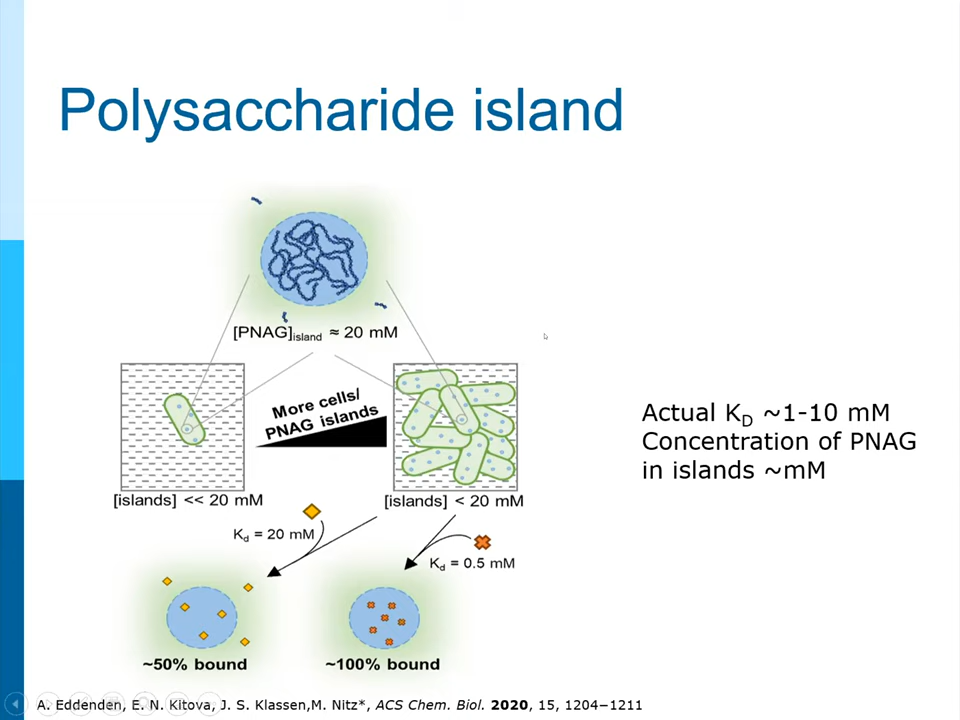 Polysaccharide island
[PNAG]island ≈ 20 mM
More cells/
PNAG islands
[islands] << 20 mM
[islands] < 20 mM
Kd = 20 mM
Kd = 0.5 mM
~50% bound
~100% bound
Actual KD ~1-10 mM
Concentration of PNAG
in islands ~mM
A. Eddenden, E. N. Kitova, J. S. Klassen,M. Nitz*, ACS Chem. Biol. 2020, 15, 1204−1211